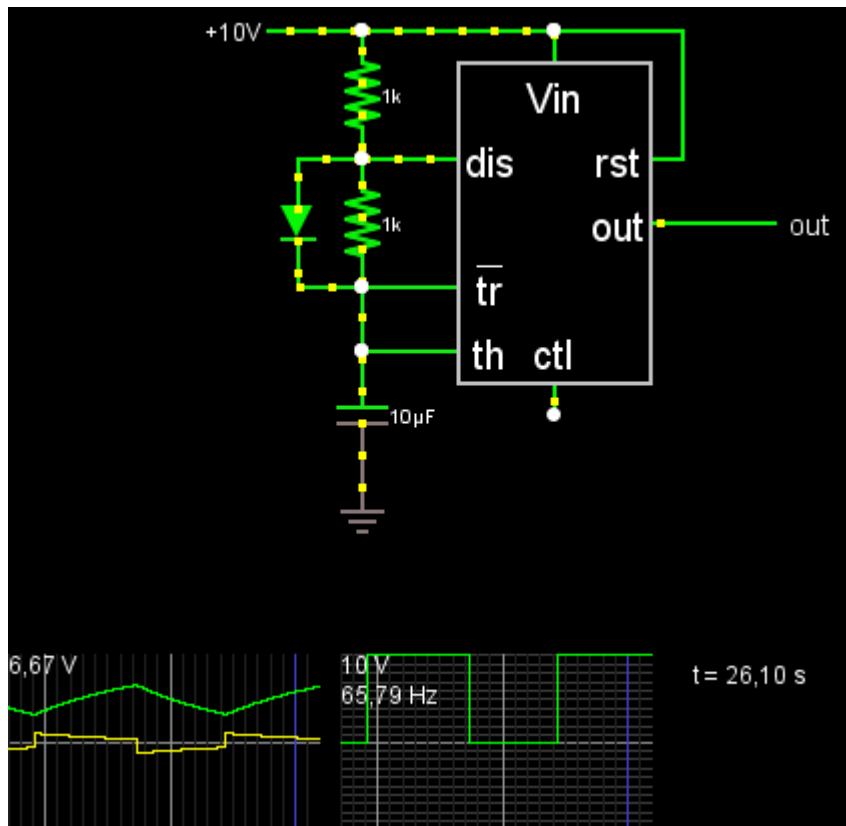 +10V
1k
Vin
dis
rst
1k
out
out
tr
th
ctl
10µF
6,67 V
10 V
65,79 Hz
t = 26,10 s